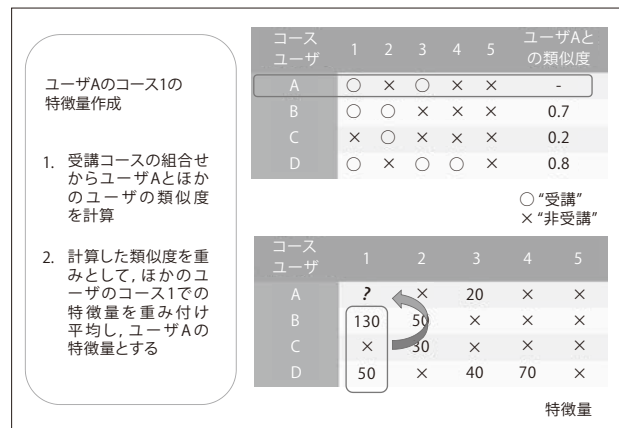 ユーザAのコース1の
特徴量作成
1. 受講コースの組合せ
からユーザAとほか
のユーザの類似度
を計算
2. 計算した類似度を重
みとして，ほかのユ
ーザのコース1での
特徴量を重み付け
平均し，ユーザAの
特徴量とする
コース
ユーザ 1 2 3 4 5 ユーザAと
の類似度
A ○ × ○ × × -
B ○ ○ × × × 0.7
C × ○ × × × 0.2
D ○ × ○ ○ × 0.8
○ “受講”
× “非受講”
コース
ユーザ 1 2 3 4 5
A ? × 20 × ×
B 130 50 × × ×
C × 30 × × ×
D 50 × 40 70 ×
特徴量